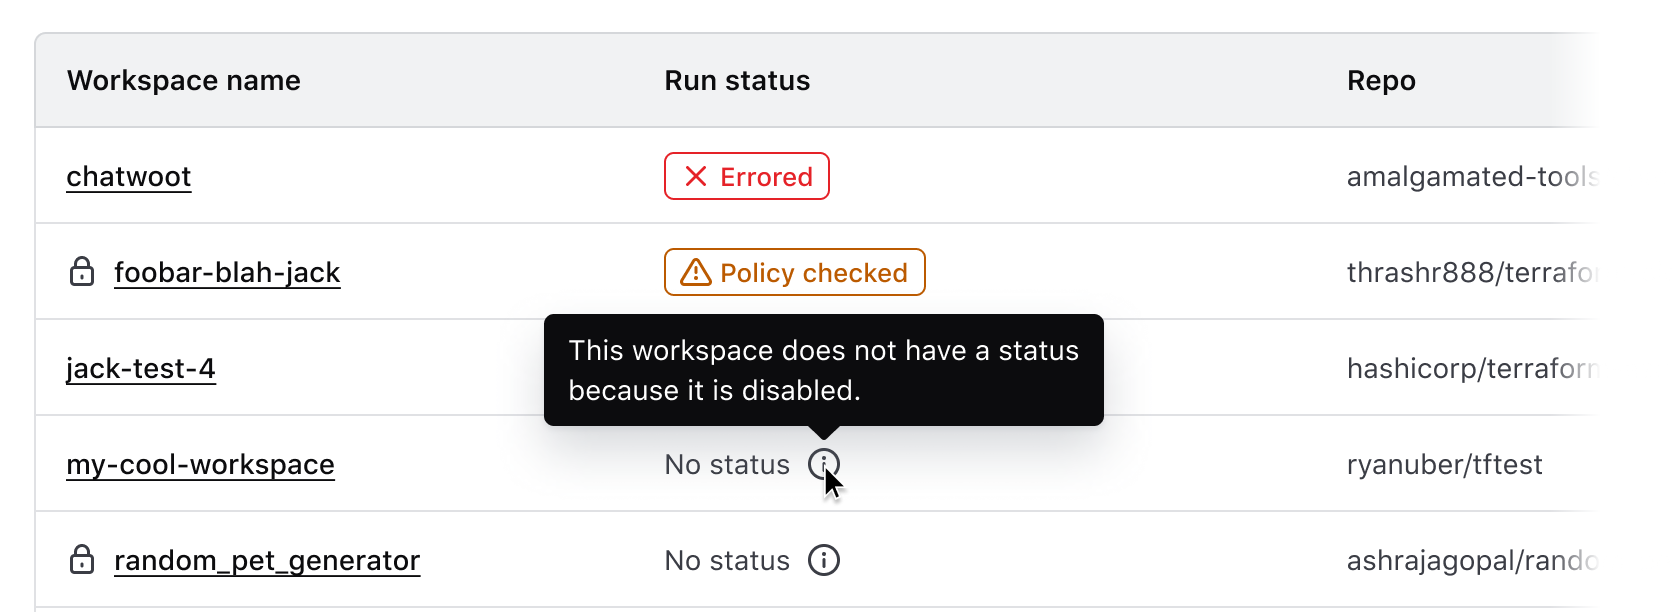 Workspace name Run status Repo
chatwoot Errored amalgamated-tools
foobar-blah-jack Policy checked thrashr888/terrafor
This workspace does not have a status
because it is disabled.
jack-test-4 hashicorp/terraform
my-cool-workspace No status ryanuber/tftest
random_pet_generator No status ashrajagopal/rando